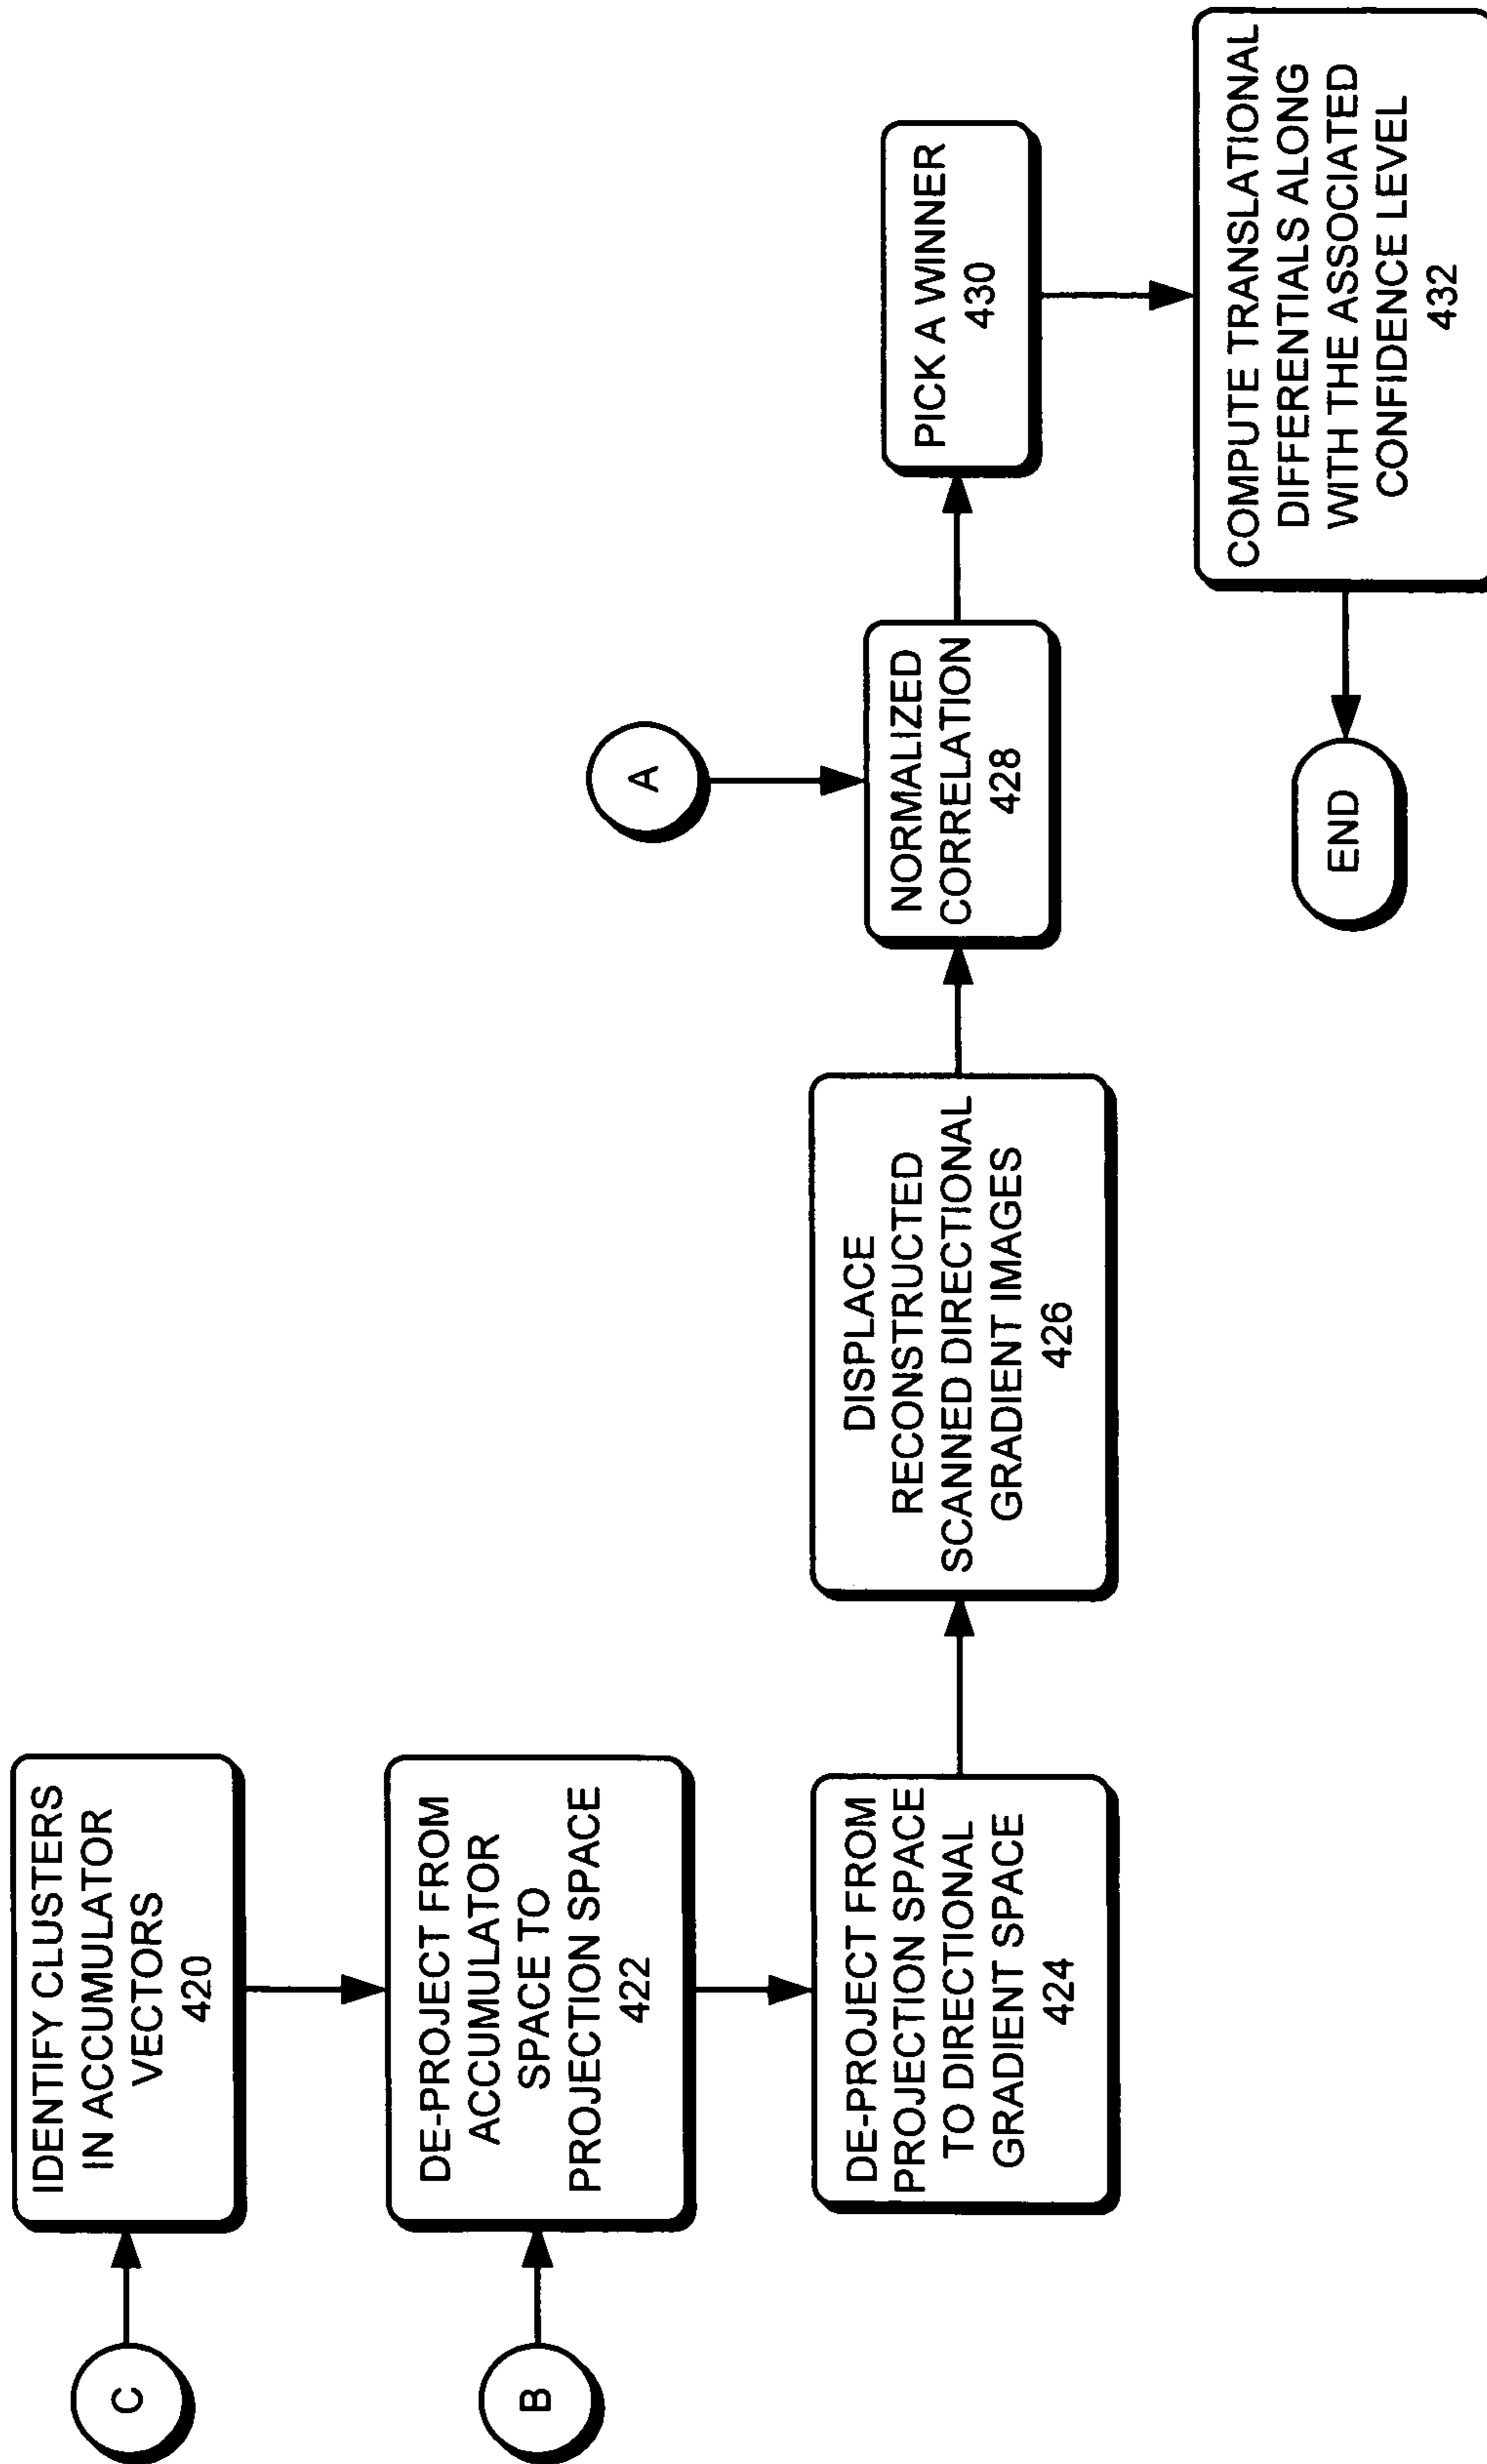 C
IDENTIFY CLUSTERS
IN ACCUMULATOR
VECTORS
420
B
DE-PROJECT FROM
ACCUMULATOR
SPACE TO
PROJECTION SPACE
422
DE-PROJECT FROM
PROJECTION SPACE
TO DIRECTIONAL
GRADIENT SPACE
424
DISPLACE
RECONSTRUCTED
SCANNED DIRECTIONAL
GRADIENT IMAGES
426
A
NORMALIZED
CORRELATION
428
PICK A WINNER
430
COMPUTE TRANSLATIONAL
DIFFERENTIALS ALONG
WITH THE ASSOCIATED
CONFIDENCE LEVEL
432
END